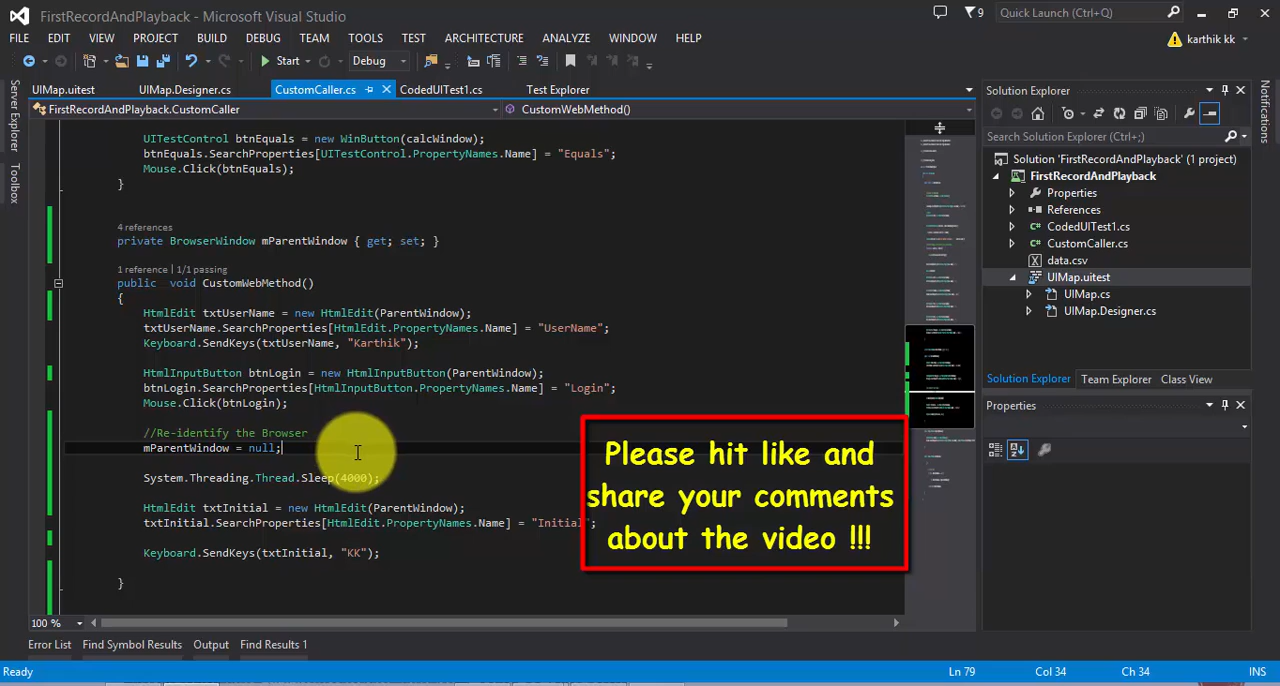 FirstRecordAndPlayback - Microsoft Visual Studio
9
Quick Launch (Ctrl+Q)
FILE EDIT VIEW PROJECT BUILD DEBUG TEAM TOOLS TEST ARCHITECTURE ANALYZE WINDOW HELP
karthik kk
Start
Debug
Server Explorer
Toolbox
UIMap.uitest
UIMap.Designer.cs
CustomCaller.cs
CodedUITest1.cs
Test Explorer
FirstRecordAndPlayback.CustomCaller
CustomWebMethod()
UITestControl btnEquals = new WinButton(calcWindow);
btnEquals.SearchProperties[UITestControl.PropertyNames.Name] = "Equals";
Mouse.Click(btnEquals);
}
4 references
private BrowserWindow mParentWindow { get; set; }
1 reference | 1/1 passing
public void CustomWebMethod()
{
HtmlEdit txtUserName = new HtmlEdit(ParentWindow);
txtUserName.SearchProperties[HtmlEdit.PropertyNames.Name] = "UserName";
Keyboard.SendKeys(txtUserName, "Karthik");
HtmlInputButton btnLogin = new HtmlInputButton(ParentWindow);
btnLogin.SearchProperties[HtmlInputButton.PropertyNames.Name] = "Login";
Mouse.Click(btnLogin);
//Re-identify the Browser
mParentWindow = null;
System.Threading.Thread.Sleep(4000);
HtmlEdit txtInitial = new HtmlEdit(ParentWindow);
txtInitial.SearchProperties[HtmlEdit.PropertyNames.Name] = "Initial";
Keyboard.SendKeys(txtInitial, "KK");
}
Please hit like and
share your comments
about the video !!!
100 %
Solution Explorer
Search Solution Explorer (Ctrl+;)
Solution 'FirstRecordAndPlayback' (1 project)
FirstRecordAndPlayback
Properties
References
CodedUITest1.cs
CustomCaller.cs
data.csv
UIMap.uitest
UIMap.cs
UIMap.Designer.cs
Solution Explorer Team Explorer Class View
Properties
Notifications
Error List Find Symbol Results Output Find Results 1
Ready
Ln 79
Col 34
Ch 34
INS